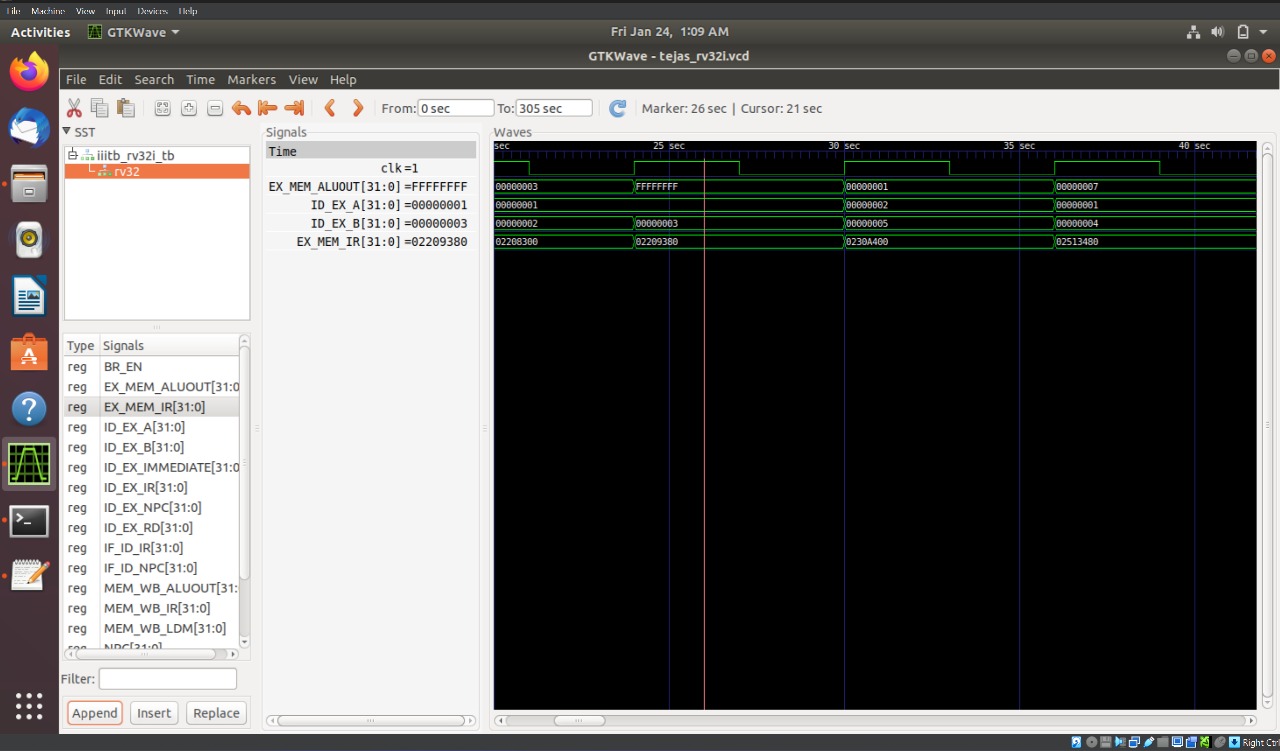 File Machine View Input Devices Help
Activities GTKWave Fri Jan 24, 1:09 AM
GTKWave - tejas_rv32i.vcd
File Edit Search Time Markers View Help
From: 0 sec To: 305 sec Marker: 26 sec | Cursor: 21 sec
SST
iiitb_rv32i_tb
rv32
Type Signals
reg BR_EN
reg EX_MEM_ALUOUT[31:0
reg EX_MEM_IR[31:0]
reg ID_EX_A[31:0]
reg ID_EX_B[31:0]
reg ID_EX_IMMEDIATE[31:0
reg ID_EX_IR[31:0]
reg ID_EX_NPC[31:0]
reg ID_EX_RD[31:0]
reg IF_ID_IR[31:0]
reg IF_ID_NPC[31:0]
reg MEM_WB_ALUOUT[31:
reg MEM_WB_IR[31:0]
reg MEM_WB_LDM[31:0]
reg NPC[31:0]
Filter:
Append Insert Replace
Signals
Time
clk =1
EX_MEM_ALUOUT[31:0] =FFFFFFFF
ID_EX_A[31:0] =00000001
ID_EX_B[31:0] =00000003
EX_MEM_IR[31:0] =02209380
Waves
sec 25 sec 30 sec 35 sec 40 sec
00000003 FFFFFFFF 00000001 00000007
00000001 00000002 00000001
00000002 00000003 00000005 00000004
02208300 02209380 0230A400 02513480
Right Ctrl